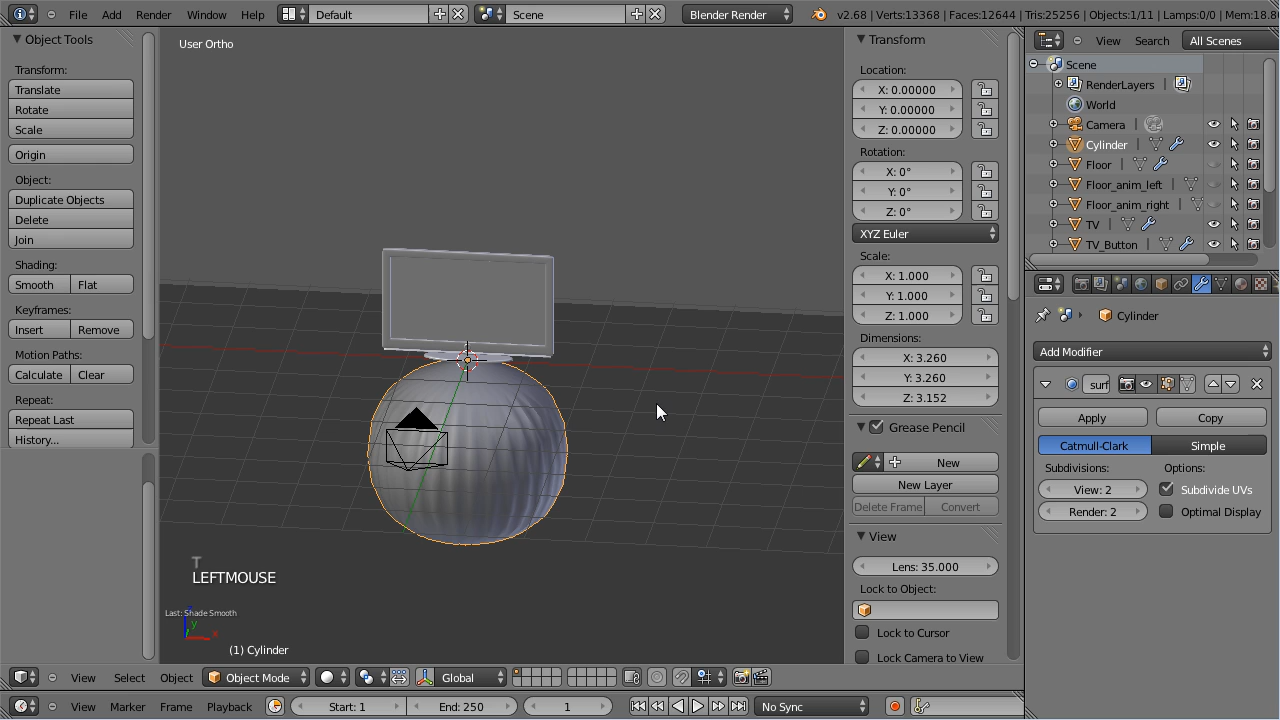 File Add Render Window Help Default Scene Blender Render v2.68 | Verts:13368 | Faces:12644 | Tris:25256 | Objects:1/11 | Lamps:0/0 | Mem:18.8
Object Tools
Transform:
Translate
Rotate
Scale
Origin
Object:
Duplicate Objects
Delete
Join
Shading:
Smooth Flat
Keyframes:
Insert Remove
Motion Paths:
Calculate Clear
Repeat:
Repeat Last
History...
User Ortho
T
LEFTMOUSE
Last: Shade Smooth
y
x
(1) Cylinder
Transform
Location:
X: 0.00000
Y: 0.00000
Z: 0.00000
Rotation:
X: 0°
Y: 0°
Z: 0°
XYZ Euler
Scale:
X: 1.000
Y: 1.000
Z: 1.000
Dimensions:
X: 3.260
Y: 3.260
Z: 3.152
Grease Pencil
New
New Layer
Delete Frame Convert
View
Lens: 35.000
Lock to Object:
Lock to Cursor
Lock Camera to View
View Search All Scenes
Scene
RenderLayers |
World
Camera |
Cylinder |
Floor |
Floor_anim_left |
Floor_anim_right |
TV |
TV_Button |
Cylinder
Add Modifier
surf
Apply Copy
Catmull-Clark Simple
Subdivisions: Options:
View: 2 Subdivide UVs
Render: 2 Optimal Display
View Select Object Object Mode Global
View Marker Frame Playback Start: 1 End: 250 1 No Sync